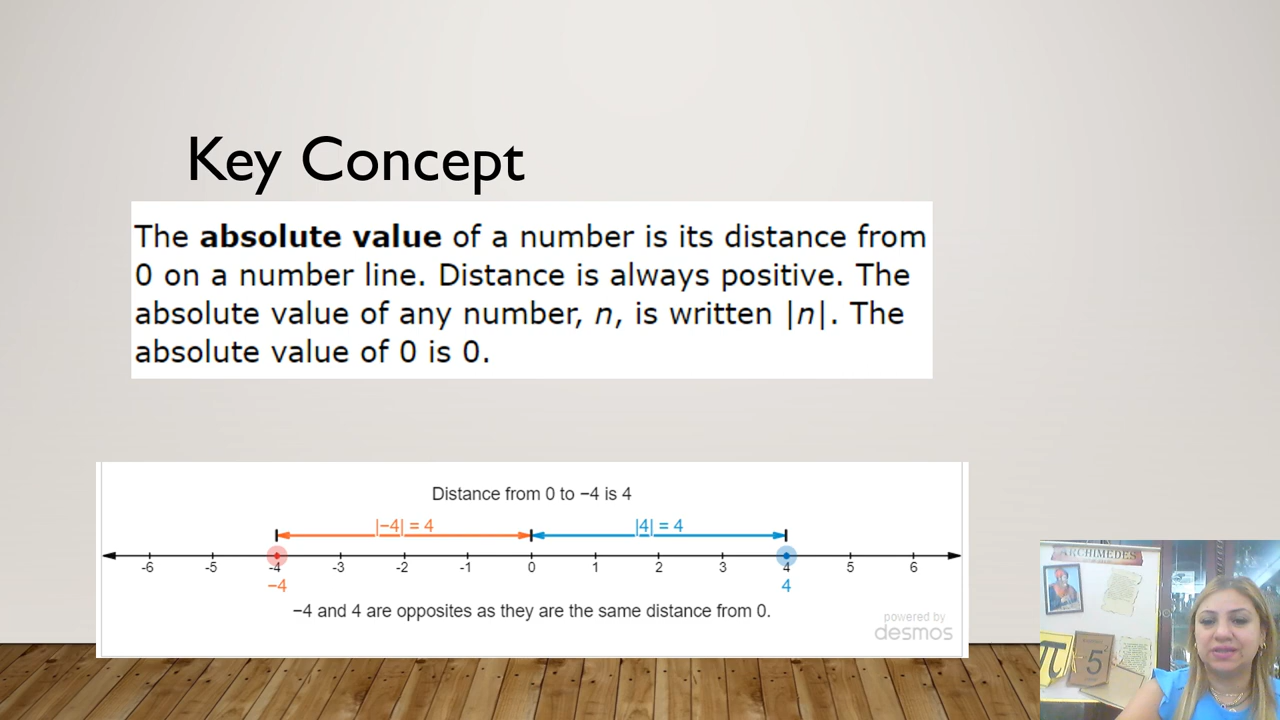 Key Concept
The absolute value of a number is its distance from
0 on a number line. Distance is always positive. The
absolute value of any number, n, is written |n|. The
absolute value of 0 is 0.
Distance from 0 to −4 is 4
|−4| = 4 |4| = 4
-6 -5 -4 -3 -2 -1 0 1 2 3 4 5 6
−4 4
−4 and 4 are opposites as they are the same distance from 0.
powered by
desmos
ARCHIMEDES
π
5